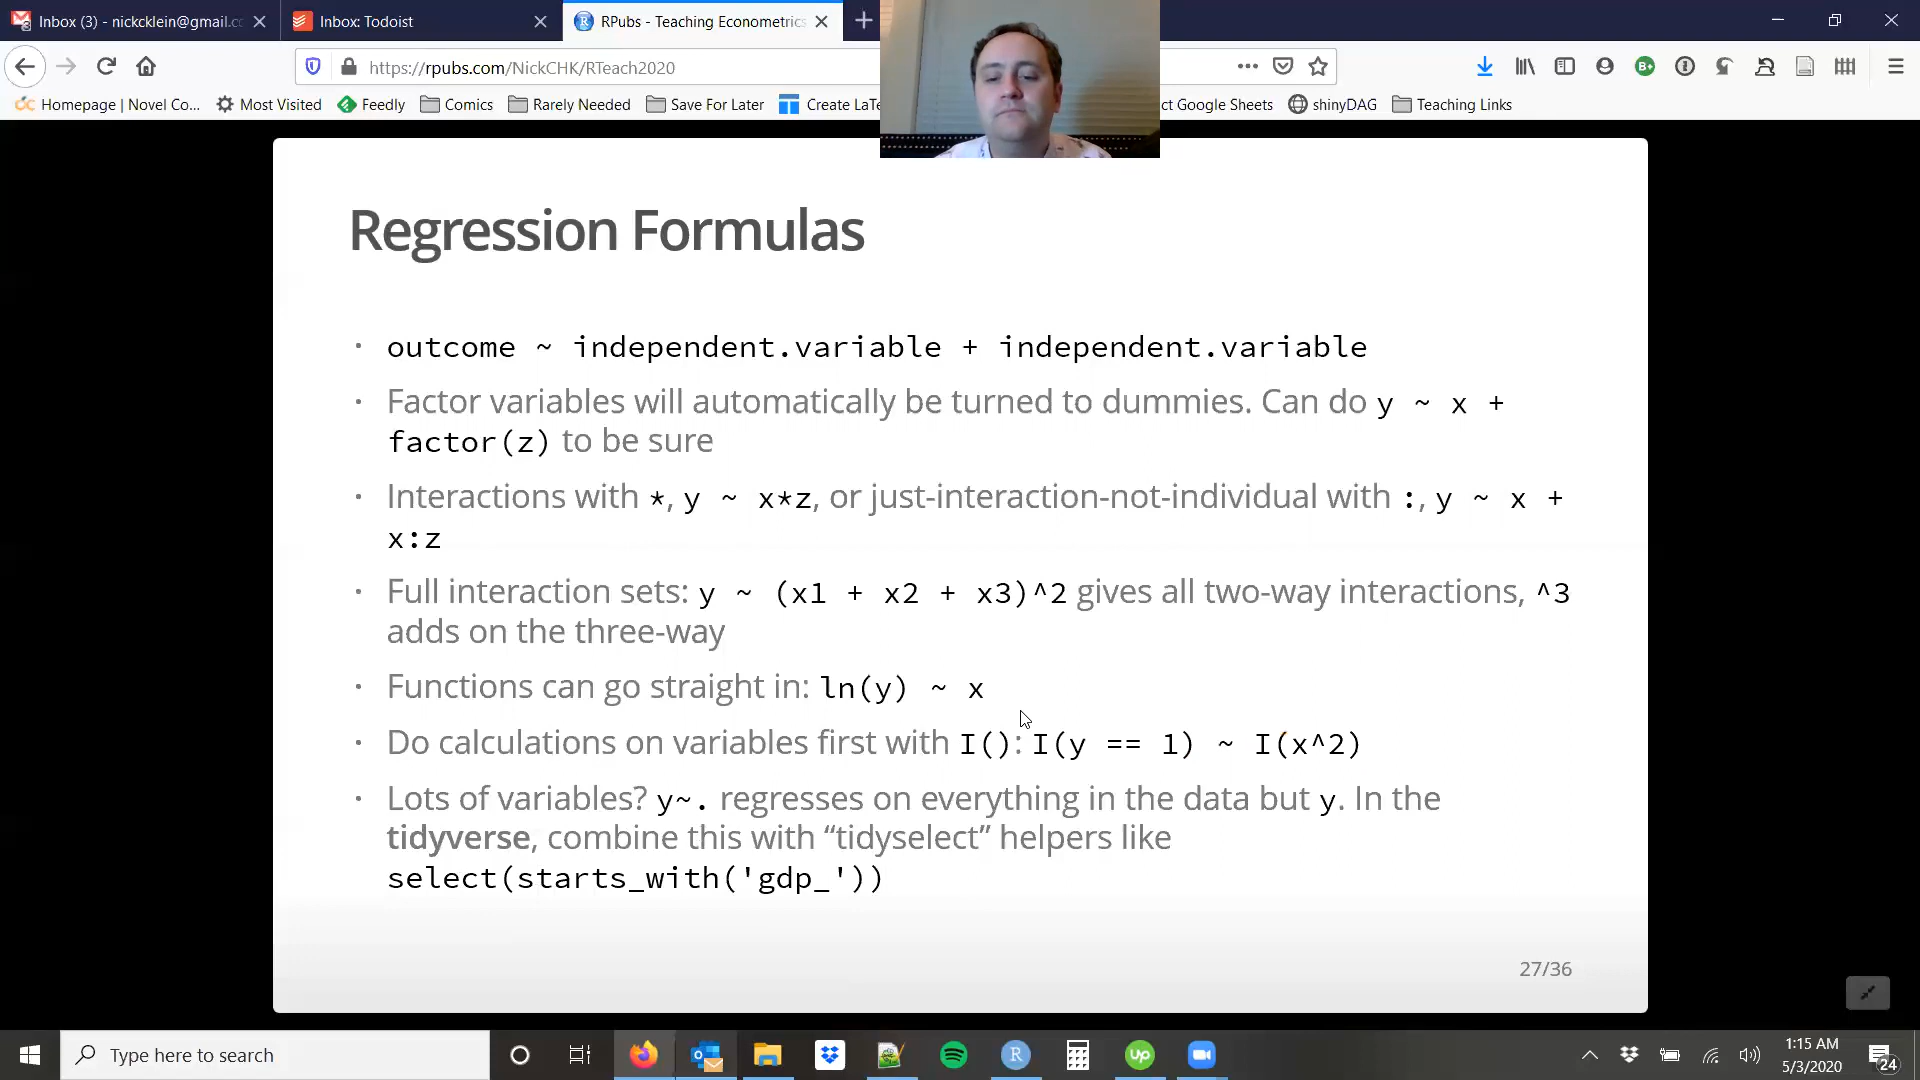 Inbox (3) - nickcklein@gmail.c
Inbox: Todoist
RPubs - Teaching Econometrics
https://rpubs.com/NickCHK/RTeach2020
Homepage | Novel Co...
Most Visited
Feedly
Comics
Rarely Needed
Save For Later
Create LaTe
ct Google Sheets
shinyDAG
Teaching Links
Regression Formulas
• outcome ~ independent.variable + independent.variable
• Factor variables will automatically be turned to dummies. Can do y ~ x +
factor(z) to be sure
• Interactions with *, y ~ x*z, or just-interaction-not-individual with :, y ~ x +
x:z
• Full interaction sets: y ~ (x1 + x2 + x3)^2 gives all two-way interactions, ^3
adds on the three-way
• Functions can go straight in: ln(y) ~ x
• Do calculations on variables first with I(): I(y == 1) ~ I(x^2)
• Lots of variables? y~. regresses on everything in the data but y. In the
tidyverse, combine this with “tidyselect” helpers like
select(starts_with('gdp_'))
27/36
Type here to search
R
up
1:15 AM
5/3/2020
24